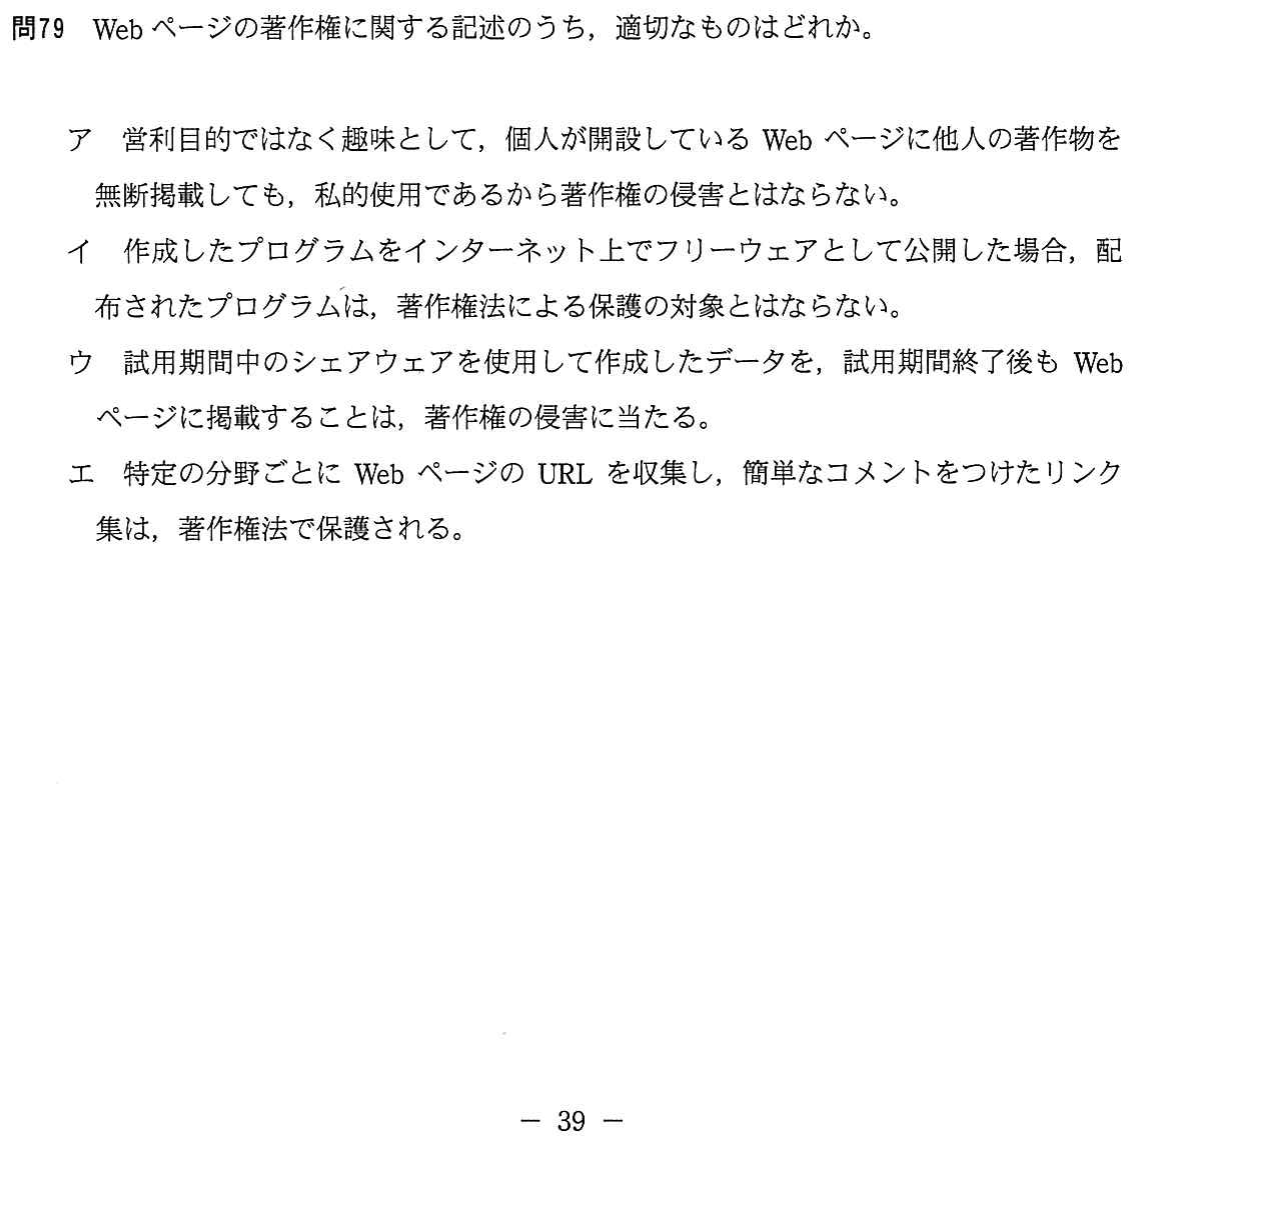 問79 Webページの著作権に関する記述のうち，適切なものはどれか。
ア 営利目的ではなく趣味として，個人が開設している Web ページに他人の著作物を
無断掲載しても，私的使用であるから著作権の侵害とはならない。
イ 作成したプログラムをインターネット上でフリーウェアとして公開した場合，配
布されたプログラムは，著作権法による保護の対象とはならない。
ウ 試用期間中のシェアウェアを使用して作成したデータを，試用期間終了後も Web
ページに掲載することは，著作権の侵害に当たる。
エ 特定の分野ごとに Web ページの URL を収集し，簡単なコメントをつけたリンク
集は，著作権法で保護される。
－ 39 －